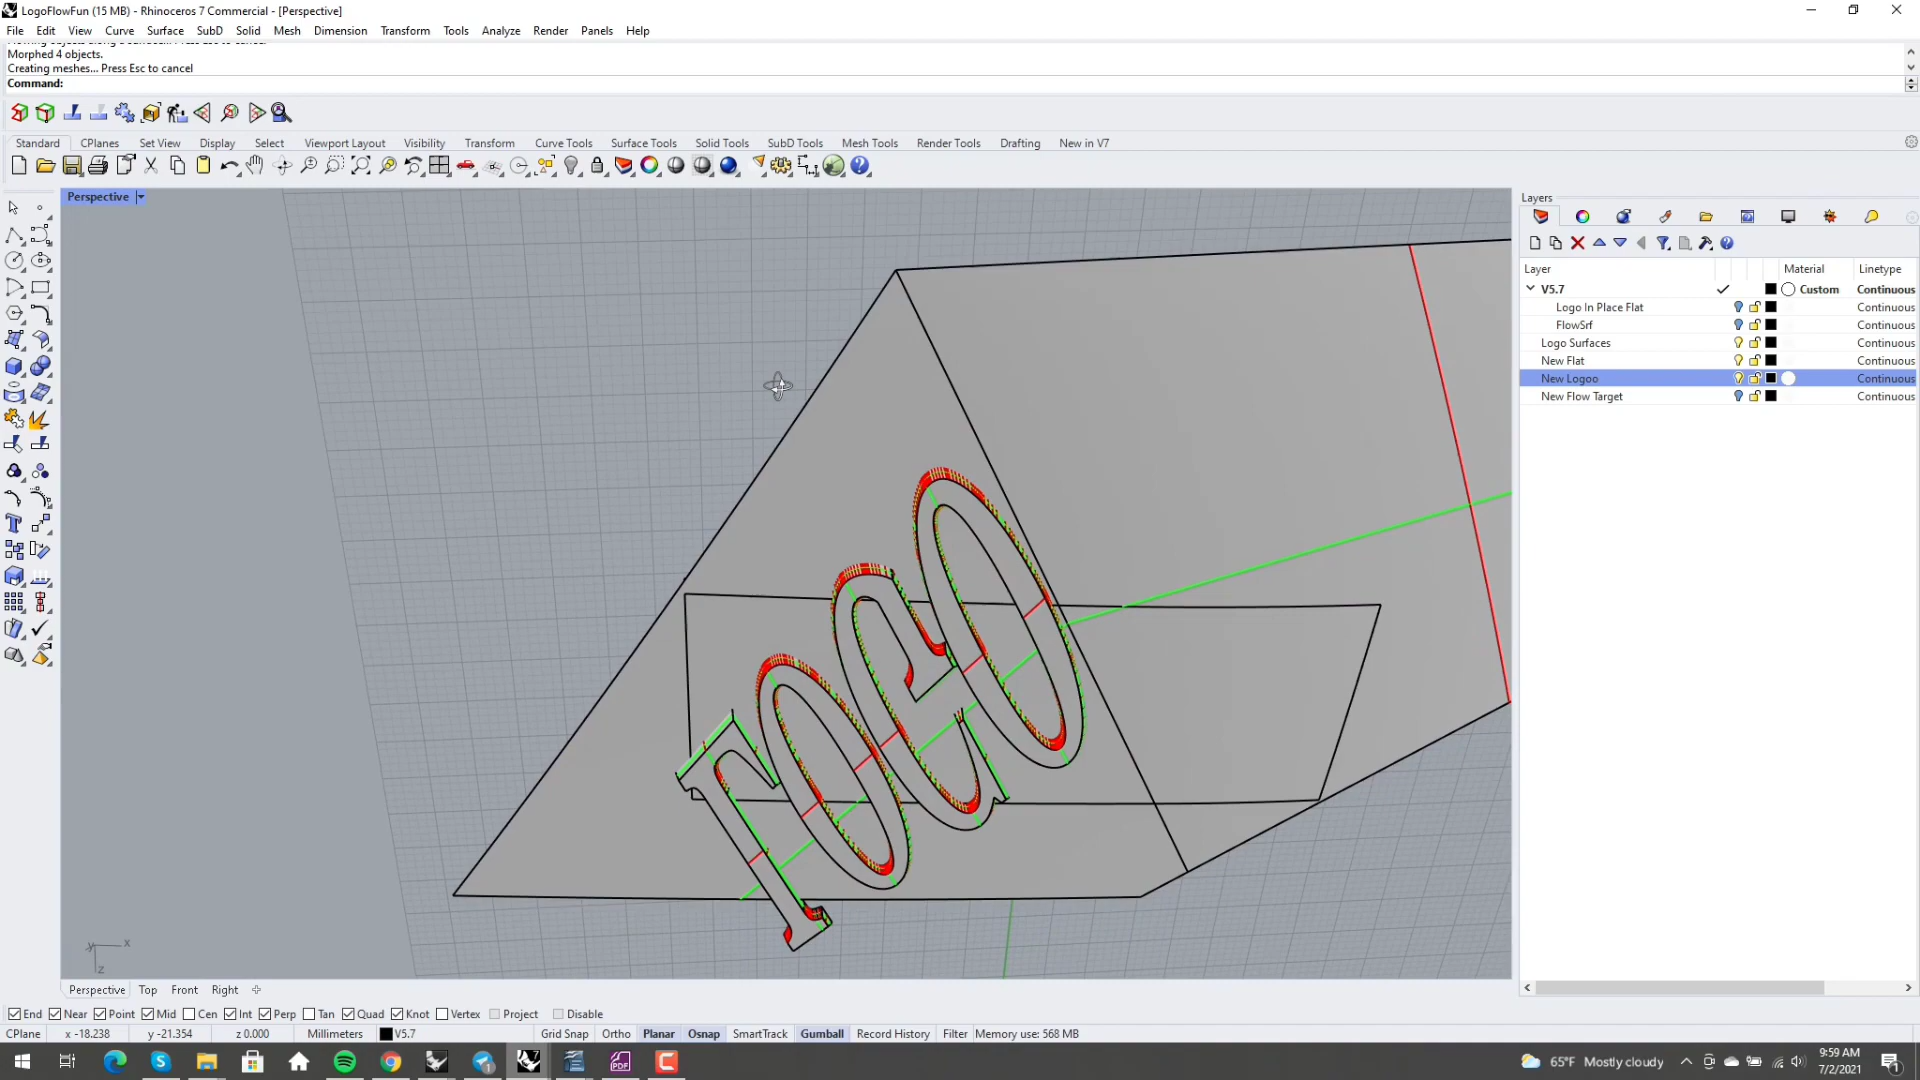 LogoFlowFun (15 MB) - Rhinoceros 7 Commercial - [Perspective]
File Edit View Curve Surface SubD Solid Mesh Dimension Transform Tools Analyze Render Panels Help
Morphed 4 objects.
Creating meshes... Press Esc to cancel
Command:
Standard CPlanes Set View Display Select Viewport Layout Visibility Transform Curve Tools Surface Tools Solid Tools SubD Tools Mesh Tools Render Tools Drafting New in V7
Perspective
Layers
Layer Material Linetype
V5.7 Custom Continuous
Logo In Place Flat Continuous
FlowSrf Continuous
Logo Surfaces Continuous
New Flat Continuous
New Logoo Continuous
New Flow Target Continuous
TOCO
y x
z
Perspective Top Front Right
End Near Point Mid Cen Int Perp Tan Quad Knot Vertex Project Disable
CPlane x -18.238 y -21.354 z 0.000 Millimeters V5.7 Grid Snap Ortho Planar Osnap SmartTrack Gumball Record History Filter Memory use: 568 MB
65°F Mostly cloudy
9:59 AM
7/2/2021